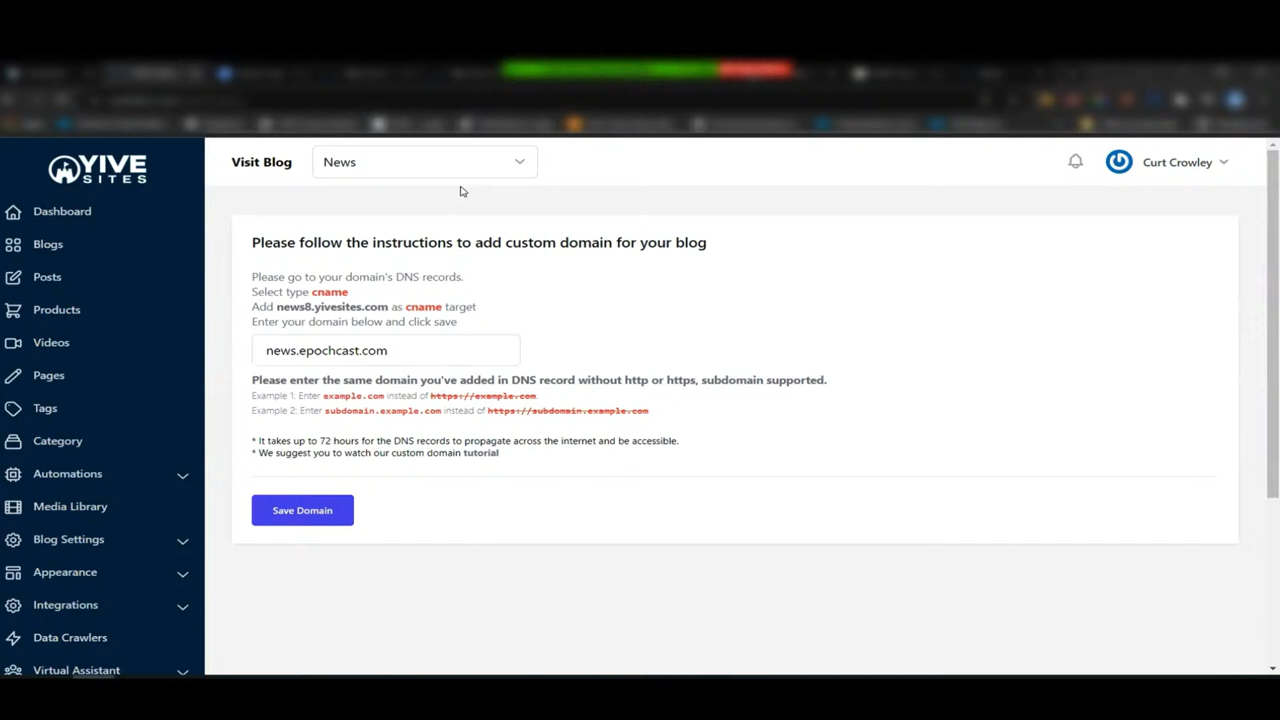 YIVE
SITES
Visit Blog
News
Curt Crowley
Dashboard
Blogs
Posts
Products
Videos
Pages
Tags
Category
Automations
Media Library
Blog Settings
Appearance
Integrations
Data Crawlers
Virtual Assistant
Please follow the instructions to add custom domain for your blog
Please go to your domain's DNS records.
Select type cname
Add news8.yivesites.com as cname target
Enter your domain below and click save
news.epochcast.com
Please enter the same domain you've added in DNS record without http or https, subdomain supported.
Example 1: Enter example.com instead of https://example.com
Example 2: Enter subdomain.example.com instead of https://subdomain.example.com
* It takes up to 72 hours for the DNS records to propagate across the internet and be accessible.
* We suggest you to watch our custom domain tutorial
Save Domain